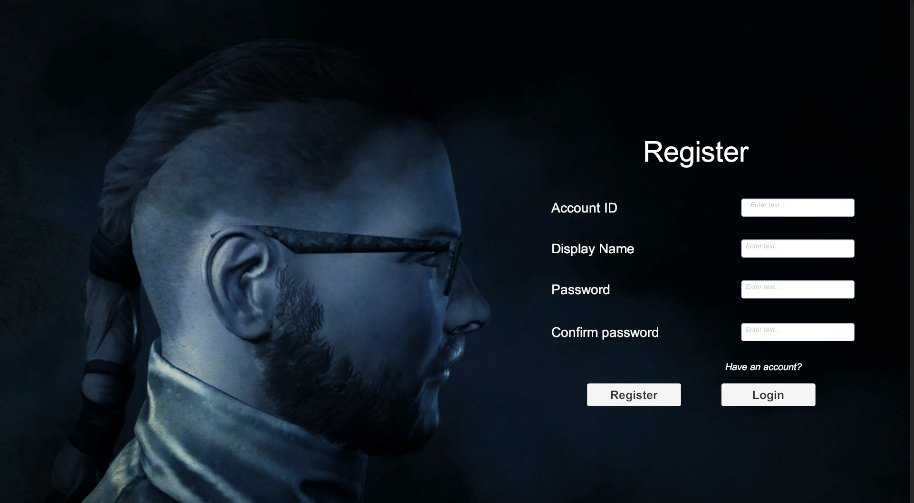 Register
Account ID
Enter text...
Display Name
Enter text...
Password
Enter text...
Confirm password
Enter text...
Have an account?
Register
Login